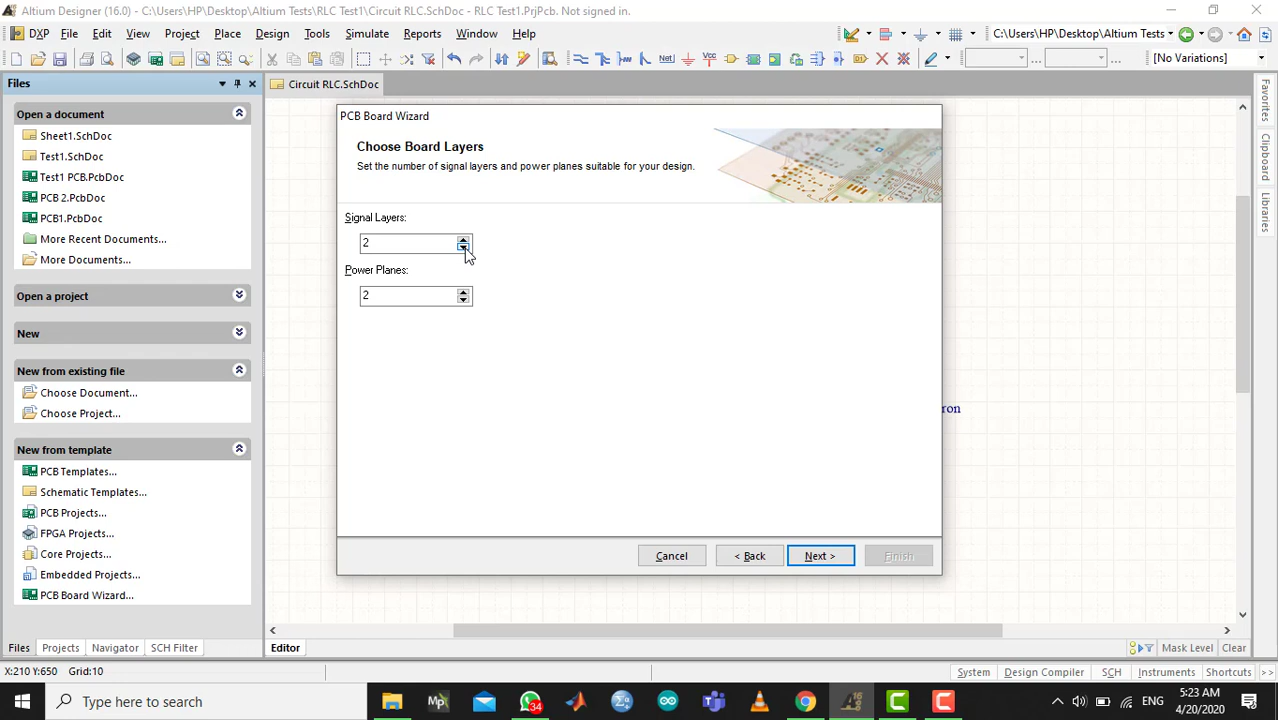 Altium Designer (16.0) - C:\Users\HP\Desktop\Altium Tests\RLC Test1\Circuit RLC.SchDoc - RLC Test1.PrjPcb. Not signed in.
DXP File Edit View Project Place Design Tools Simulate Reports Window Help
C:\Users\HP\Desktop\Altium Tests
Net VCC D1
[No Variations]
Files
Circuit RLC.SchDoc
Open a document
Sheet1.SchDoc
Test1.SchDoc
Test1 PCB.PcbDoc
PCB 2.PcbDoc
PCB1.PcbDoc
More Recent Documents...
More Documents...
Open a project
New
New from existing file
Choose Document...
Choose Project...
New from template
PCB Templates...
Schematic Templates...
PCB Projects...
FPGA Projects...
Core Projects...
Embedded Projects...
PCB Board Wizard...
PCB Board Wizard
Choose Board Layers
Set the number of signal layers and power planes suitable for your design.
Signal Layers:
2
Power Planes:
2
Cancel
< Back
Next >
Finish
ron
Favorites
Clipboard
Libraries
Files Projects Navigator SCH Filter
Editor
Mask Level Clear
X:210 Y:650 Grid:10
System Design Compiler SCH Instruments Shortcuts >>
Type here to search
34
ENG
5:23 AM
4/20/2020